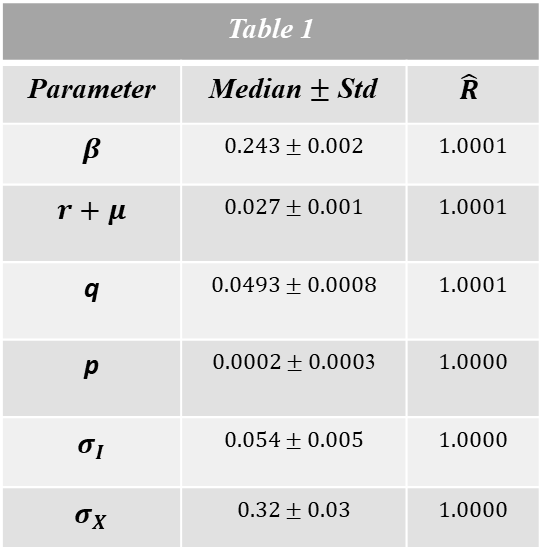 Table 1
Parameter Median ± Std R̂
β 0.243 ± 0.002 1.0001
r + μ 0.027 ± 0.001 1.0001
q 0.0493 ± 0.0008 1.0001
p 0.0002 ± 0.0003 1.0000
σ_I 0.054 ± 0.005 1.0000
σ_X 0.32 ± 0.03 1.0000